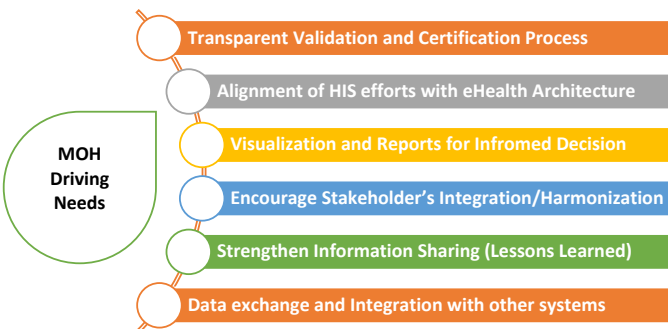 Transparent Validation and Certification Process
Alignment of HIS efforts with eHealth Architecture
Visualization and Reports for Infromed Decision
MOH
Driving
Needs
Encourage Stakeholder's Integration/Harmonization
Strengthen Information Sharing (Lessons Learned)
Data exchange and Integration with other systems